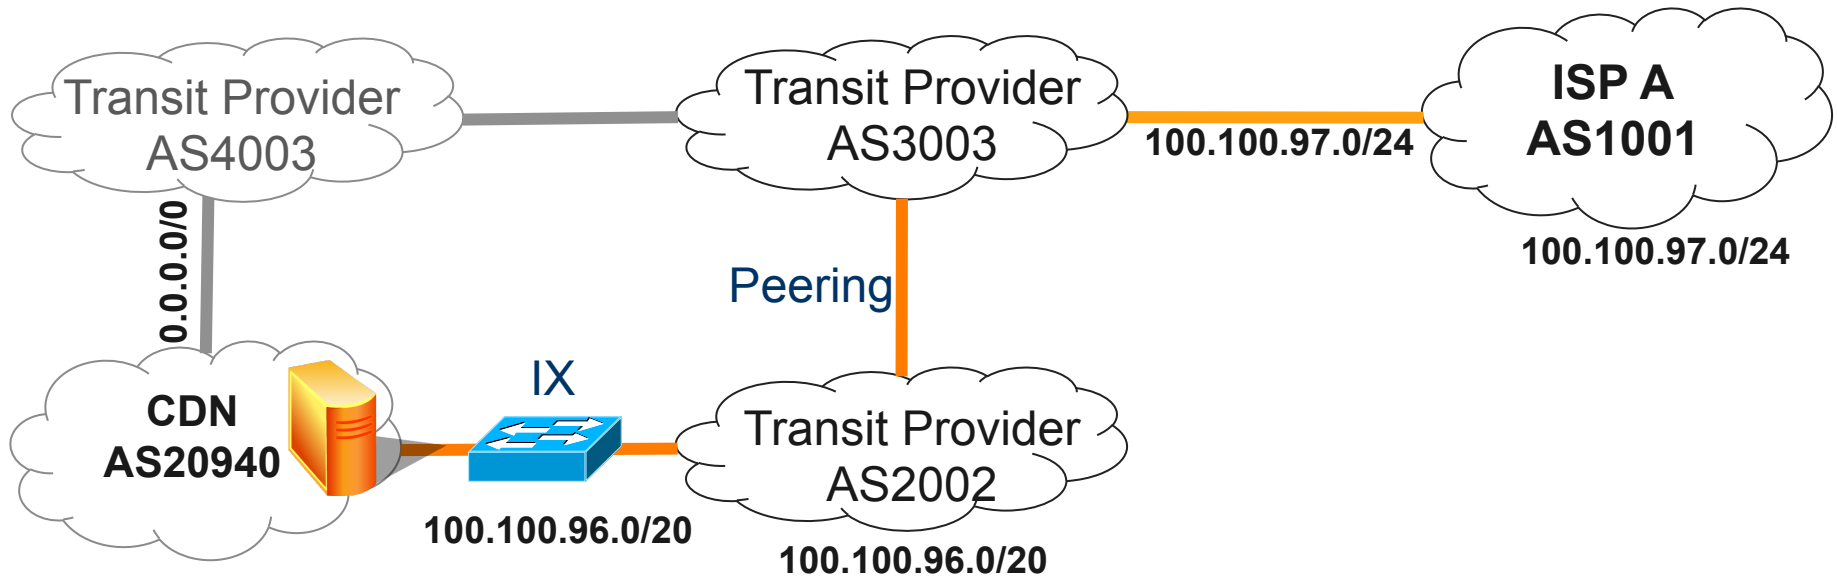 Transit Provider
AS4003
Transit Provider
AS3003
ISP A
AS1001
100.100.97.0/24
100.100.97.0/24
0.0.0.0/0
Peering
IX
CDN
AS20940
Transit Provider
AS2002
100.100.96.0/20
100.100.96.0/20